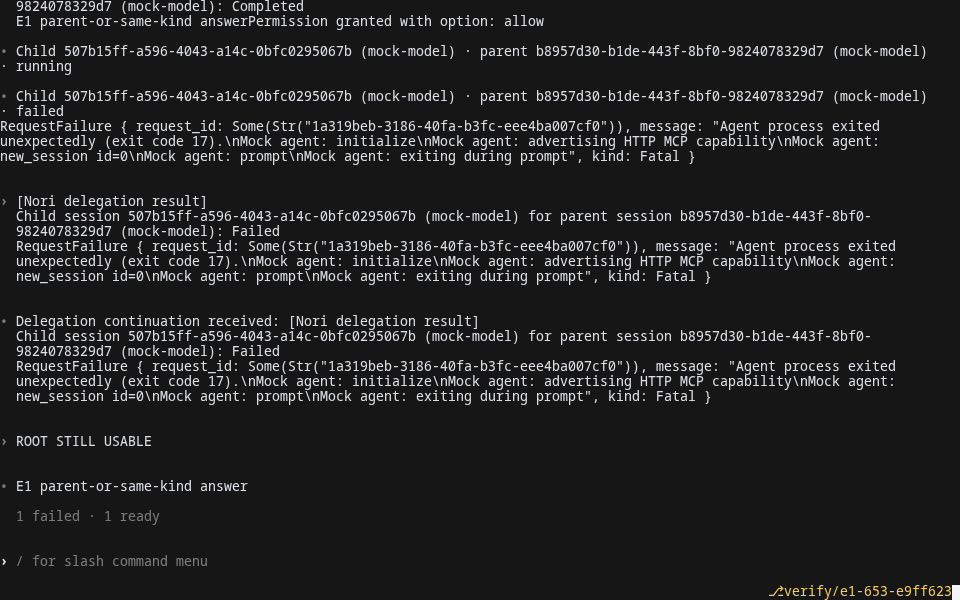 9824078329d7 (mock-model): Completed
E1 parent-or-same-kind answerPermission granted with option: allow
• Child 507b15ff-a596-4043-a14c-0bfc0295067b (mock-model) · parent b8957d30-b1de-443f-8bf0-9824078329d7 (mock-model)
· running
• Child 507b15ff-a596-4043-a14c-0bfc0295067b (mock-model) · parent b8957d30-b1de-443f-8bf0-9824078329d7 (mock-model)
· failed
RequestFailure { request_id: Some(Str("1a319beb-3186-40fa-b3fc-eee4ba007cf0")), message: "Agent process exited
unexpectedly (exit code 17).\nMock agent: initialize\nMock agent: advertising HTTP MCP capability\nMock agent:
new_session id=0\nMock agent: prompt\nMock agent: exiting during prompt", kind: Fatal }
› [Nori delegation result]
Child session 507b15ff-a596-4043-a14c-0bfc0295067b (mock-model) for parent session b8957d30-b1de-443f-8bf0-
9824078329d7 (mock-model): Failed
RequestFailure { request_id: Some(Str("1a319beb-3186-40fa-b3fc-eee4ba007cf0")), message: "Agent process exited
unexpectedly (exit code 17).\nMock agent: initialize\nMock agent: advertising HTTP MCP capability\nMock agent:
new_session id=0\nMock agent: prompt\nMock agent: exiting during prompt", kind: Fatal }
• Delegation continuation received: [Nori delegation result]
Child session 507b15ff-a596-4043-a14c-0bfc0295067b (mock-model) for parent session b8957d30-b1de-443f-8bf0-
9824078329d7 (mock-model): Failed
RequestFailure { request_id: Some(Str("1a319beb-3186-40fa-b3fc-eee4ba007cf0")), message: "Agent process exited
unexpectedly (exit code 17).\nMock agent: initialize\nMock agent: advertising HTTP MCP capability\nMock agent:
new_session id=0\nMock agent: prompt\nMock agent: exiting during prompt", kind: Fatal }
› ROOT STILL USABLE
• E1 parent-or-same-kind answer
1 failed · 1 ready
› / for slash command menu
⎇verify/e1-653-e9ff623